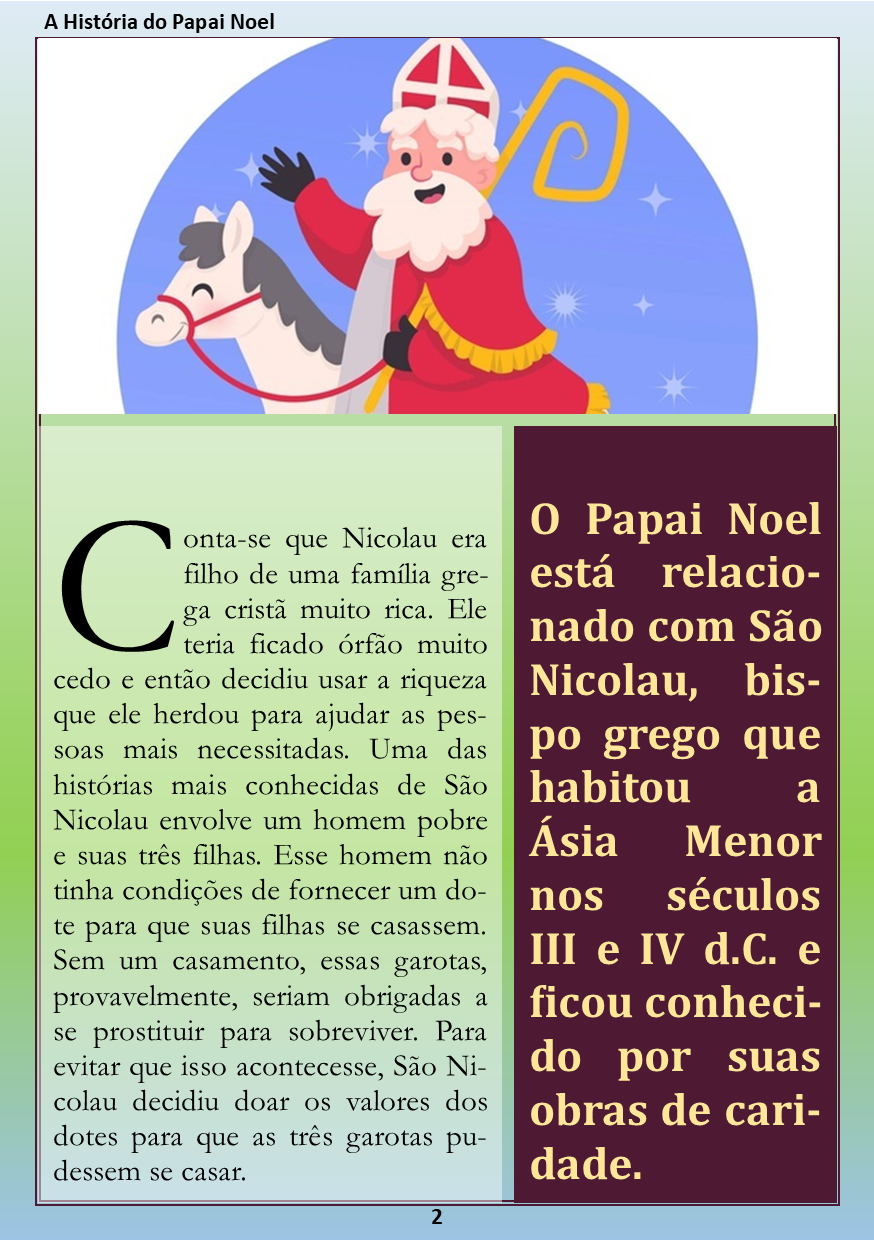 A História do Papai Noel
Conta-se que Nicolau era
filho de uma família gre-
ga cristã muito rica. Ele
teria ficado órfão muito
cedo e então decidiu usar a riqueza
que ele herdou para ajudar as pes-
soas mais necessitadas. Uma das
histórias mais conhecidas de São
Nicolau envolve um homem pobre
e suas três filhas. Esse homem não
tinha condições de fornecer um do-
te para que suas filhas se casassem.
Sem um casamento, essas garotas,
provavelmente, seriam obrigadas a
se prostituir para sobreviver. Para
evitar que isso acontecesse, São Ni-
colau decidiu doar os valores dos
dotes para que as três garotas pu-
dessem se casar.
O Papai Noel
está relacio-
nado com São
Nicolau, bis-
po grego que
habitou a
Ásia Menor
nos séculos
III e IV d.C. e
ficou conheci-
do por suas
obras de cari-
dade.
2